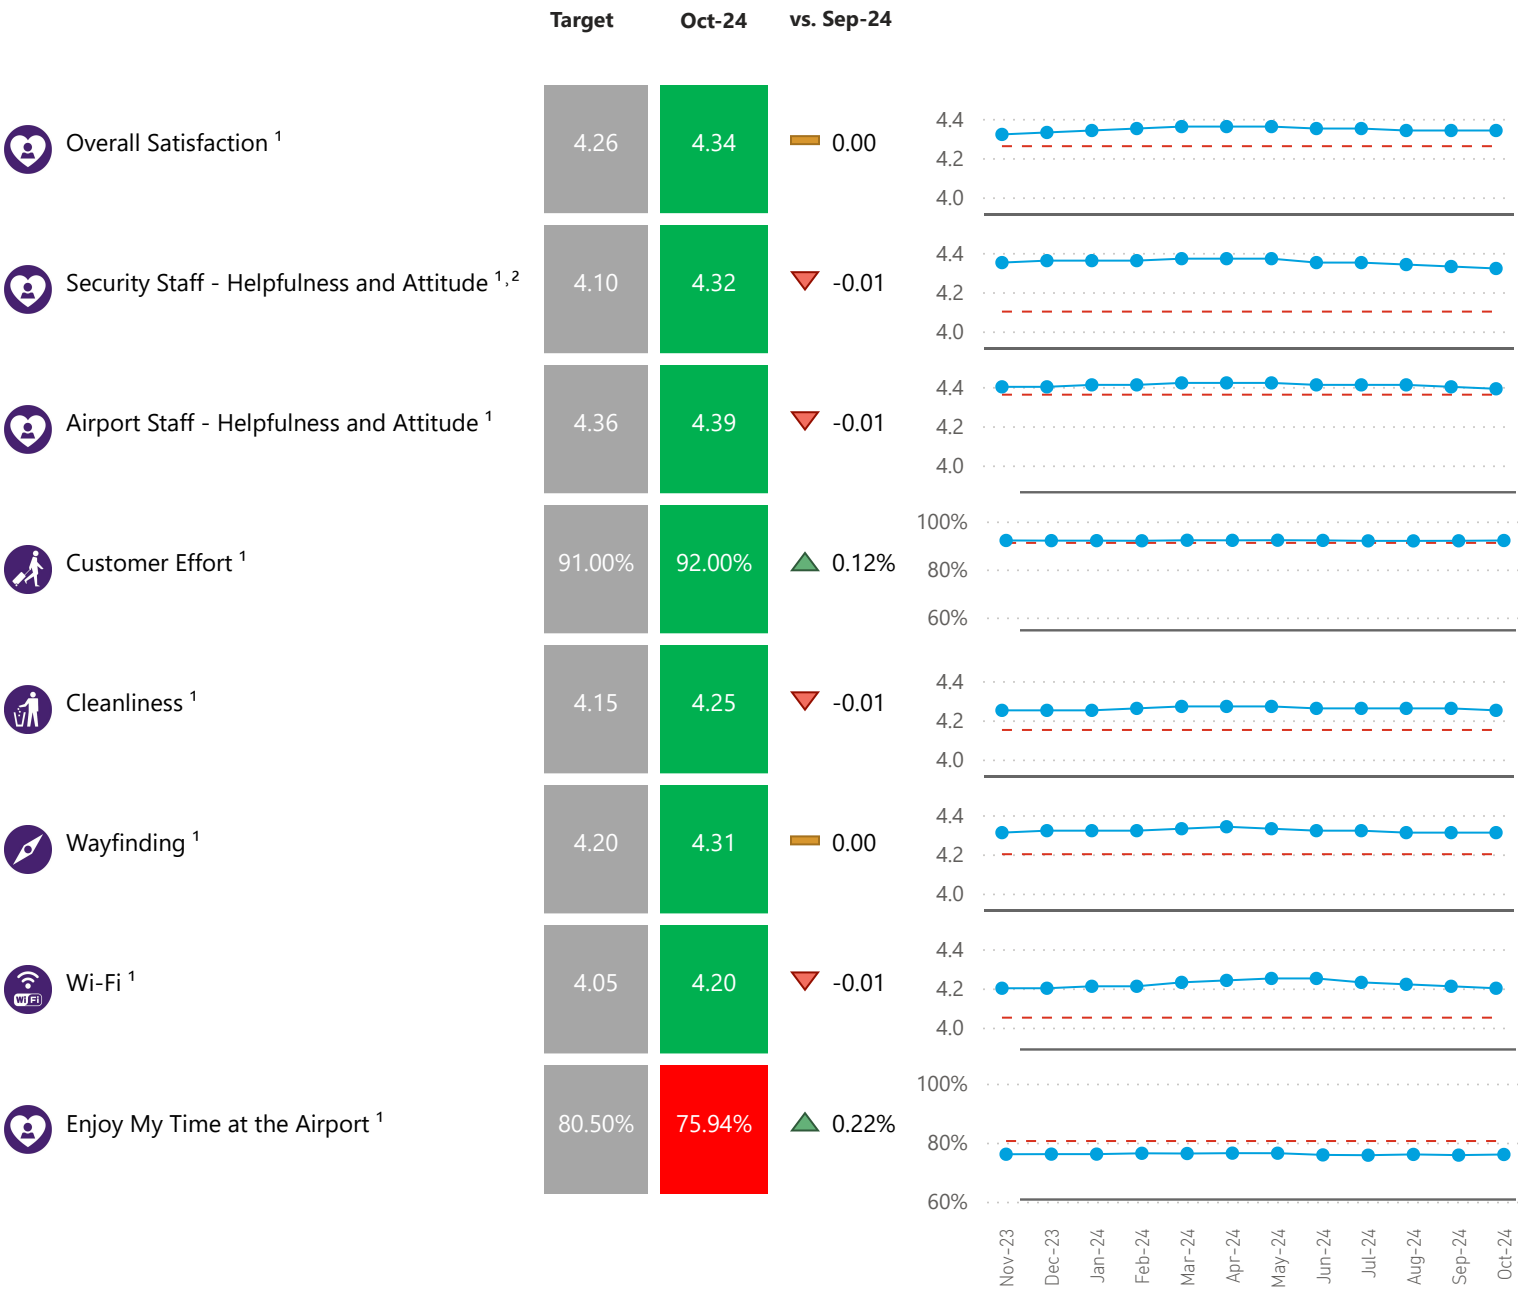 Target Oct-24 vs. Sep-24
Overall Satisfaction ¹ 4.26 4.34 0.00
4.4
4.2
4.0
Security Staff - Helpfulness and Attitude ¹·² 4.10 4.32 -0.01
4.4
4.2
4.0
Airport Staff - Helpfulness and Attitude ¹ 4.36 4.39 -0.01
4.4
4.2
4.0
Customer Effort ¹ 91.00% 92.00% 0.12%
100%
80%
60%
Cleanliness ¹ 4.15 4.25 -0.01
4.4
4.2
4.0
Wayfinding ¹ 4.20 4.31 0.00
4.4
4.2
4.0
WiFi
Wi-Fi ¹ 4.05 4.20 -0.01
4.4
4.2
4.0
Enjoy My Time at the Airport ¹ 80.50% 75.94% 0.22%
100%
80%
60%
Nov-23 Dec-23 Jan-24 Feb-24 Mar-24 Apr-24 May-24 Jun-24 Jul-24 Aug-24 Sep-24 Oct-24